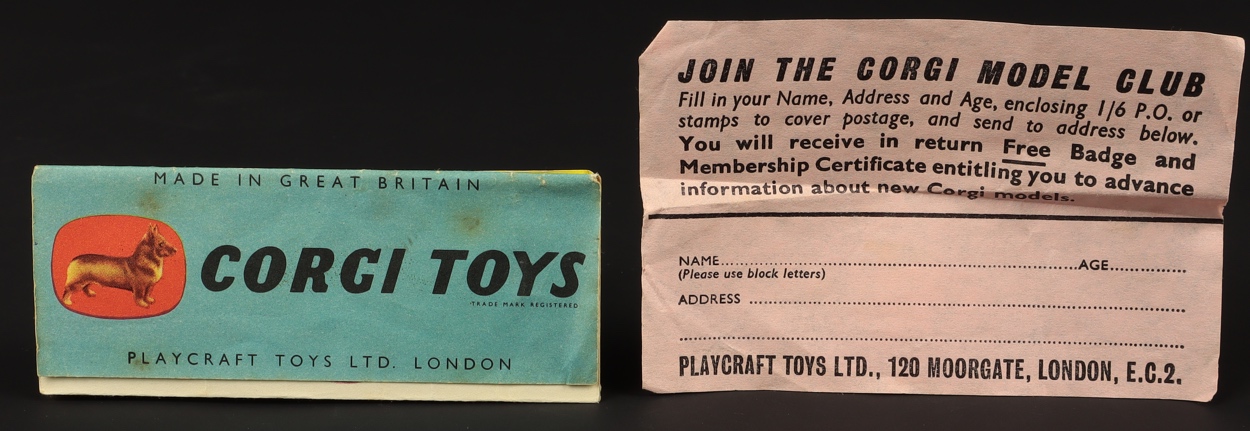 MADE IN GREAT BRITAIN
CORGI TOYS
TRADE MARK REGISTERED
PLAYCRAFT TOYS LTD. LONDON
JOIN THE CORGI MODEL CLUB
Fill in your Name, Address and Age, enclosing 1/6 P.O. or
stamps to cover postage, and send to address below.
You will receive in return Free Badge and
Membership Certificate entitling you to advance
information about new Corgi models.
NAME.......................................................................AGE...............
(Please use block letters)
ADDRESS ...............................................................................
...............................................................................................
PLAYCRAFT TOYS LTD., 120 MOORGATE, LONDON, E.C.2.